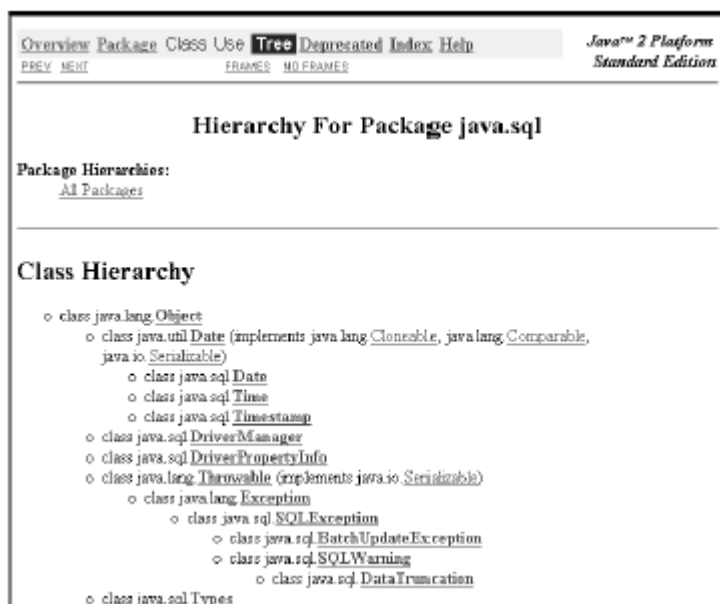 Overview Package Class Use Tree Deprecated Index Help
Java™ 2 Platform
Standard Edition
PREV NEXT FRAMES NO FRAMES
Hierarchy For Package java.sql
Package Hierarchies:
All Packages
Class Hierarchy
o class java.lang.Object
o class java.util.Date (implements java.lang.Cloneable, java.lang.Comparable,
java.io.Serializable)
o class java.sql.Date
o class java.sql.Time
o class java.sql.Timestamp
o class java.sql.DriverManager
o class java.sql.DriverPropertyInfo
o class java.lang.Throwable (implements java.io.Serializable)
o class java.lang.Exception
o class java.sql.SQLException
o class java.sql.BatchUpdateException
o class java.sql.SQLWarning
o class java.sql.DataTruncation
o class java.sql.Types